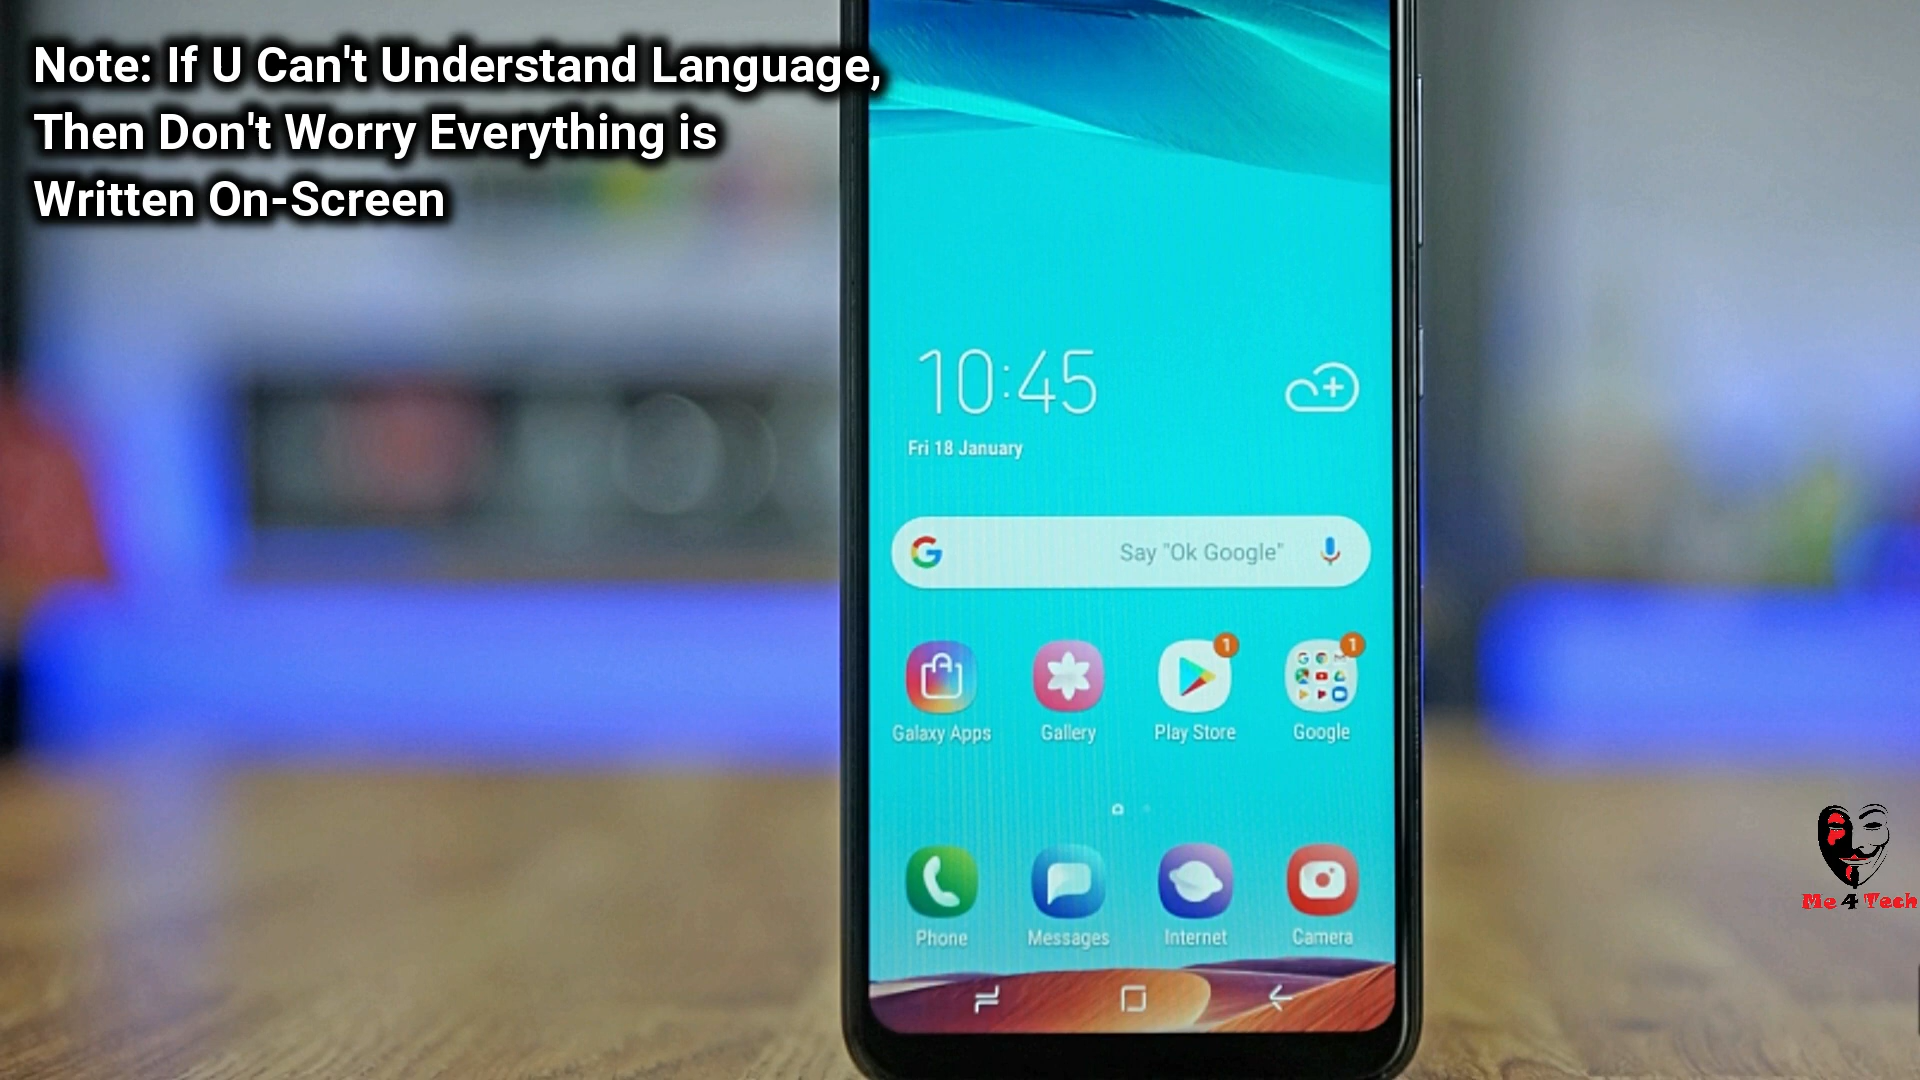 Note: If U Can't Understand Language,
Then Don't Worry Everything is
Written On-Screen
10:45
Fri 18 January
Say "Ok Google"
1
1
Galaxy Apps
Gallery
Play Store
Google
Phone
Messages
Internet
Camera
Me 4 Tech